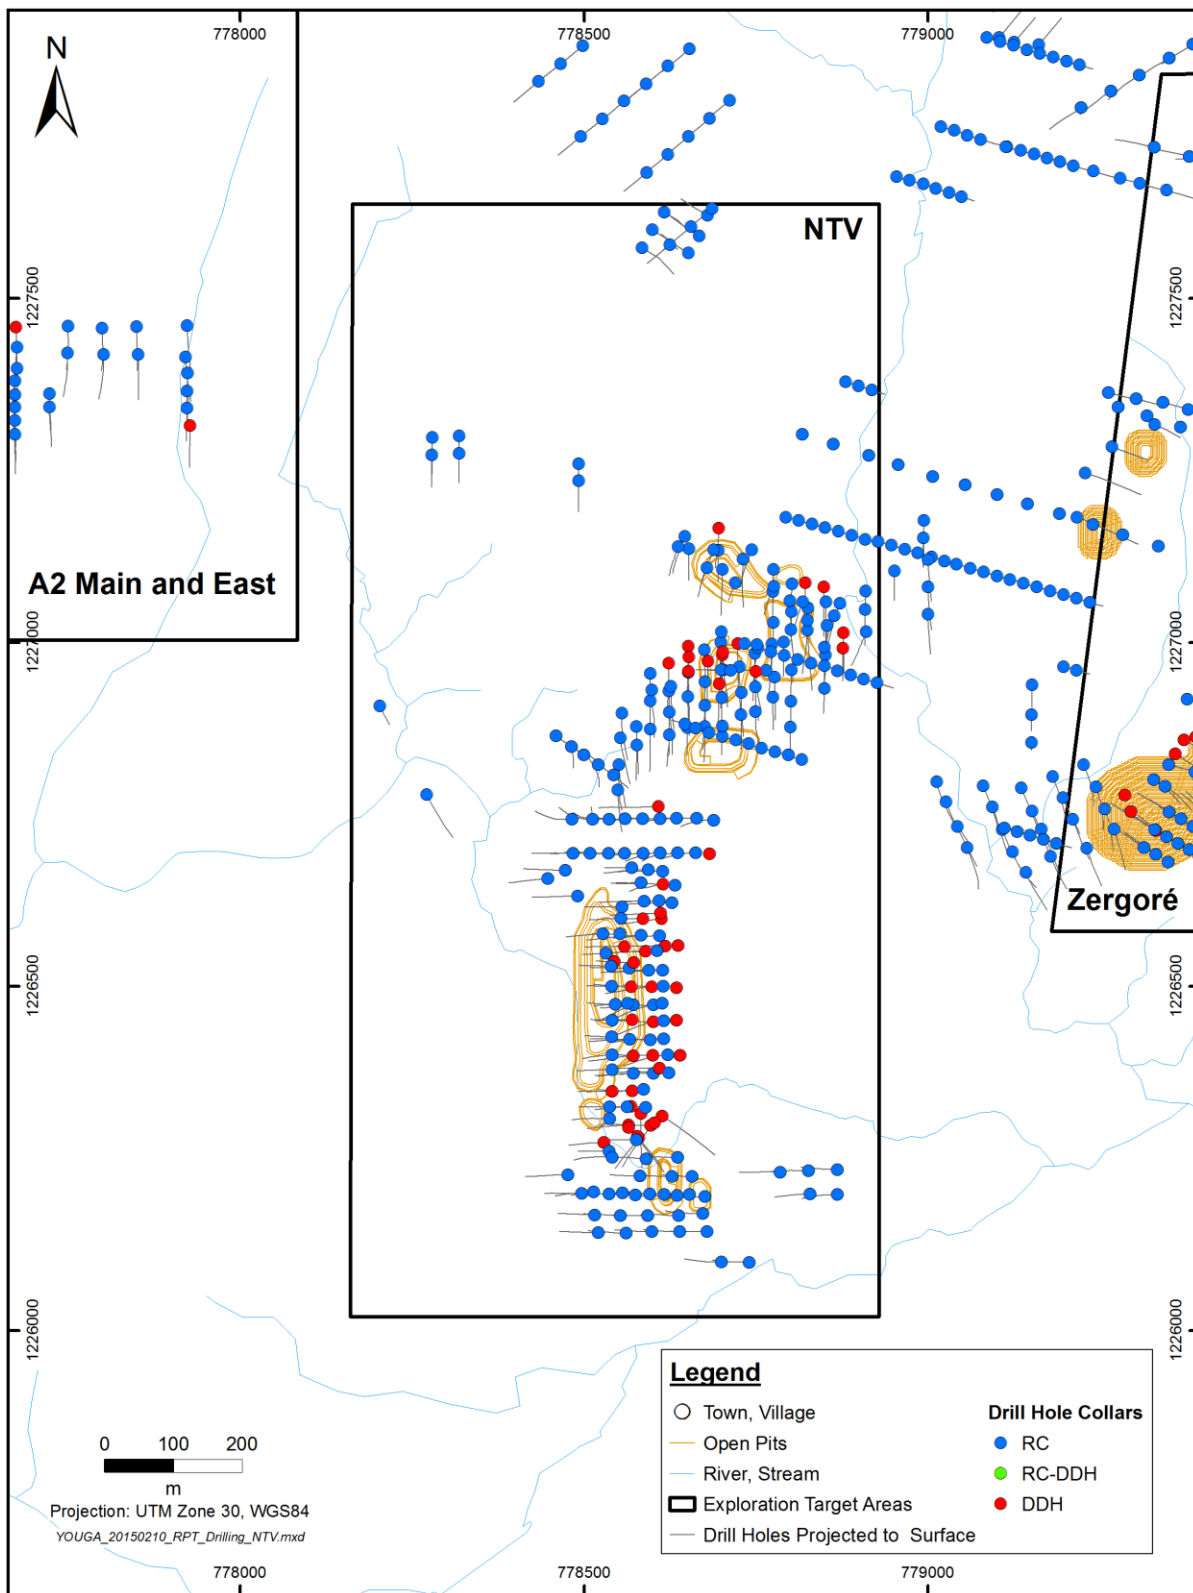 778000
778500
779000
N
NTV
1227500
1227500
A2 Main and East
1227000
1227000
Zergoré
1226500
1226500
1226000
1226000
Legend
Town, Village
Open Pits
River, Stream
Exploration Target Areas
Drill Holes Projected to Surface
Drill Hole Collars
RC
RC-DDH
DDH
0 100 200
m
Projection: UTM Zone 30, WGS84
YOUGA_20150210_RPT_Drilling_NTV.mxd
778000
778500
779000